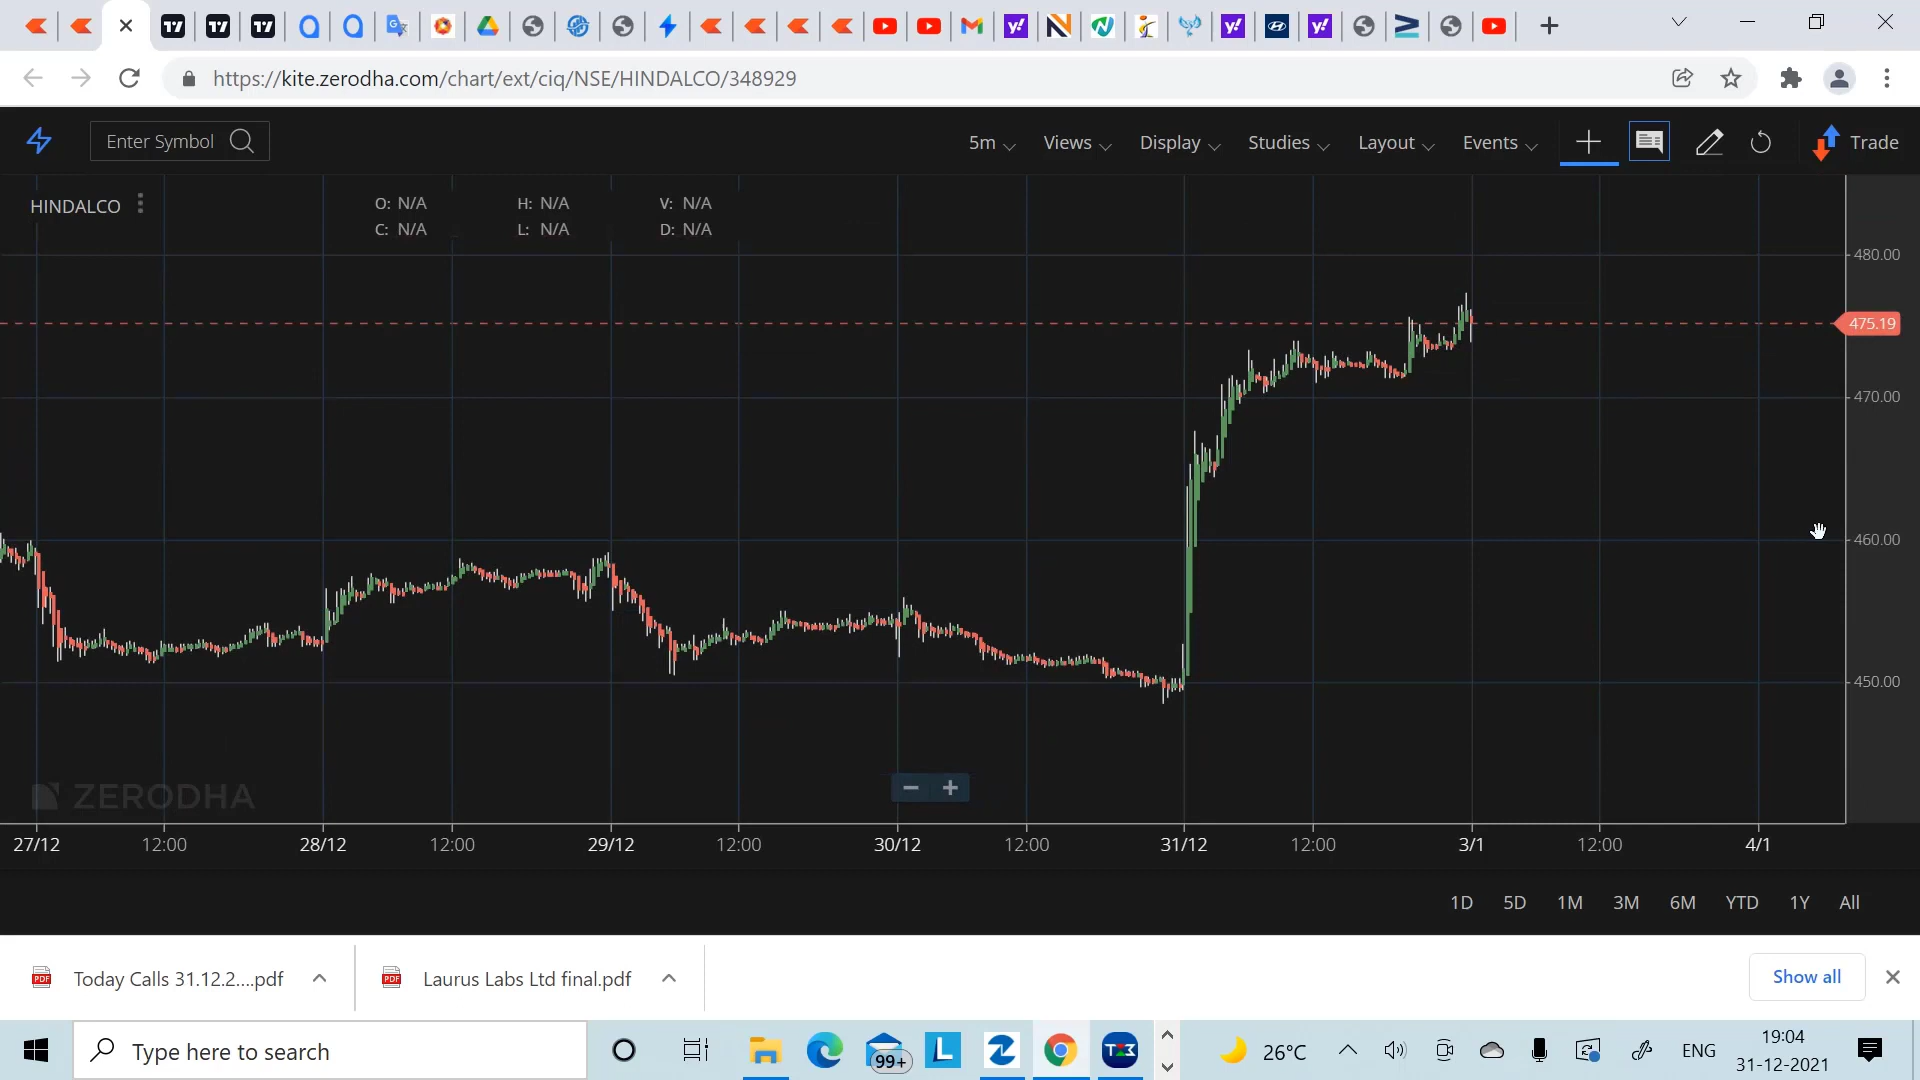 https://kite.zerodha.com/chart/ext/ciq/NSE/HINDALCO/348929
Enter Symbol
5m
Views
Display
Studies
Layout
Events
Trade
HINDALCO
O: N/A
H: N/A
V: N/A
C: N/A
L: N/A
D: N/A
480.00
475.19
470.00
460.00
450.00
ZERODHA
27/12
12:00
28/12
12:00
29/12
12:00
30/12
12:00
31/12
12:00
3/1
12:00
4/1
1D
5D
1M
3M
6M
YTD
1Y
All
Today Calls 31.12.2....pdf
Laurus Labs Ltd final.pdf
Show all
Type here to search
99+
26°C
ENG
19:04
31-12-2021